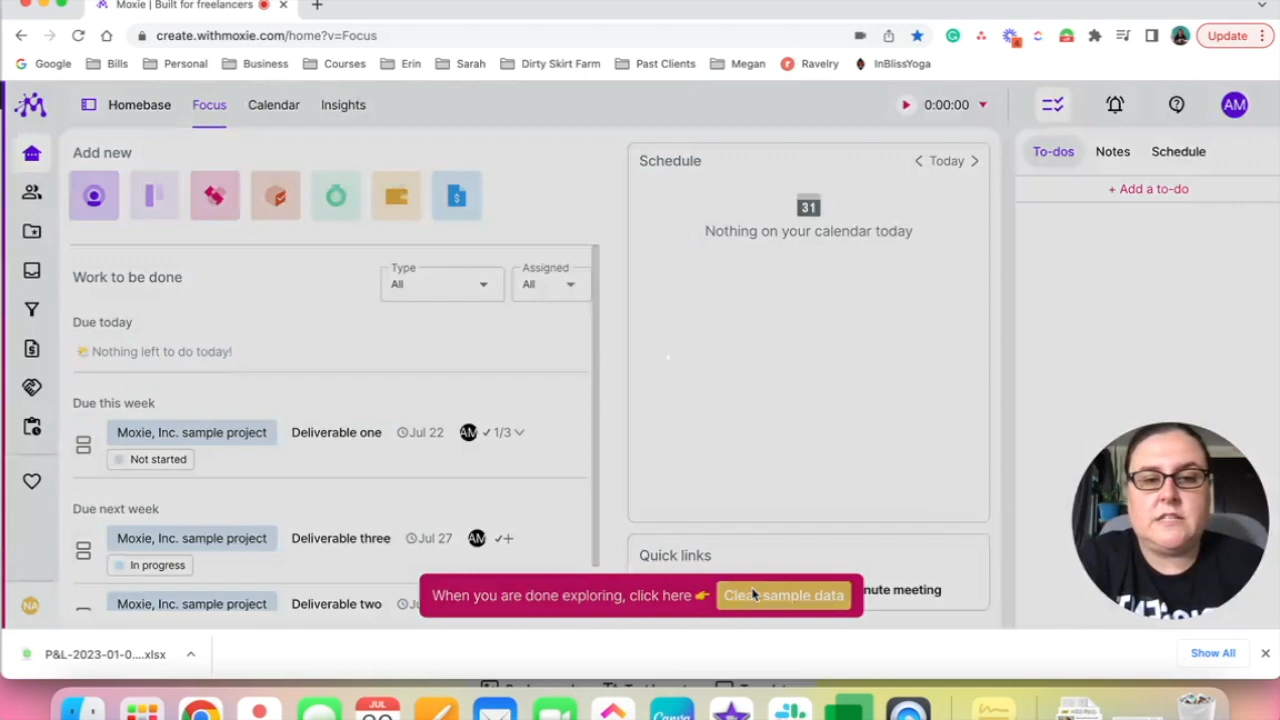 Moxie | Built for freelancers
create.withmoxie.com/home?v=Focus
Update
Google
Bills
Personal
Business
Courses
Erin
Sarah
Dirty Skirt Farm
Past Clients
Megan
Ravelry
InBlissYoga
Homebase
Focus
Calendar
Insights
0:00:00
AM
Add new
Schedule
Today
31
Nothing on your calendar today
To-dos
Notes
Schedule
+ Add a to-do
Work to be done
Type
All
Assigned
All
Due today
Nothing left to do today!
Due this week
Moxie, Inc. sample project
Deliverable one
Jul 22
AM
1/3
Not started
Due next week
Moxie, Inc. sample project
Deliverable three
Jul 27
AM
In progress
Moxie, Inc. sample project
Deliverable two
Quick links
nute meeting
When you are done exploring, click here
Clear sample data
NA
P&L-2023-01-0....xlsx
Show All
JUL
Canva